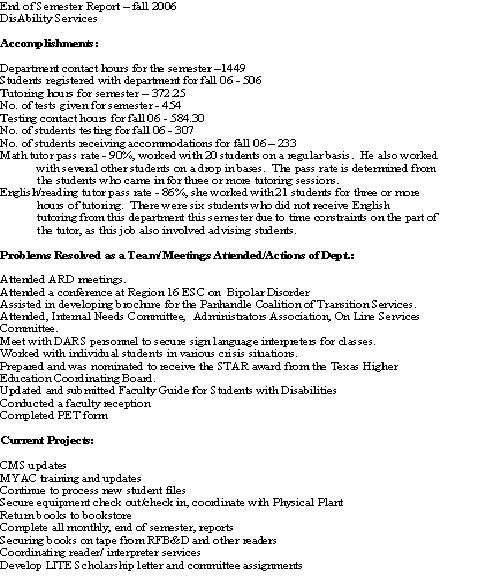 End of Semester Report – fall 2006
DisAbility Services
Accomplishments:
Department contact hours for the semester –1449
Students registered with department for fall 06 - 506
Tutoring hours for semester – 372.25
No. of tests given for semester - 454
Testing contact hours for fall 06 - 584.30
No. of students testing for fall 06 - 307
No. of students receiving accommodations for fall 06 – 233
Math tutor pass rate - 90%, worked with 20 students on a regular basis. He also worked
with several other students on a drop in bases. The pass rate is determined from
the students who came in for three or more tutoring sessions.
English/reading tutor pass rate - 86%, she worked with 21 students for three or more
hours of tutoring. There were six students who did not receive English
tutoring from this department this semester due to time constraints on the part of
the tutor, as this job also involved advising students.
Problems Resolved as a Team/Meetings Attended/Actions of Dept.:
Attended ARD meetings.
Attended a conference at Region 16 ESC on Bipolar Disorder
Assisted in developing brochure for the Panhandle Coalition of Transition Services.
Attended, Internal Needs Committee, Administrators Association, On Line Services
Committee.
Meet with DARS personnel to secure sign language interpreters for classes.
Worked with individual students in various crisis situations.
Prepared and was nominated to receive the STAR award from the Texas Higher
Education Coordinating Board.
Updated and submitted Faculty Guide for Students with Disabilities
Conducted a faculty reception
Completed PET form
Current Projects:
CMS updates
MYAC training and updates
Continue to process new student files
Secure equipment check out/check in, coordinate with Physical Plant
Return books to bookstore
Complete all monthly, end of semester, reports
Securing books on tape from RFB&D and other readers
Coordinating reader/ interpreter services
Develop LITE Scholarship letter and committee assignments